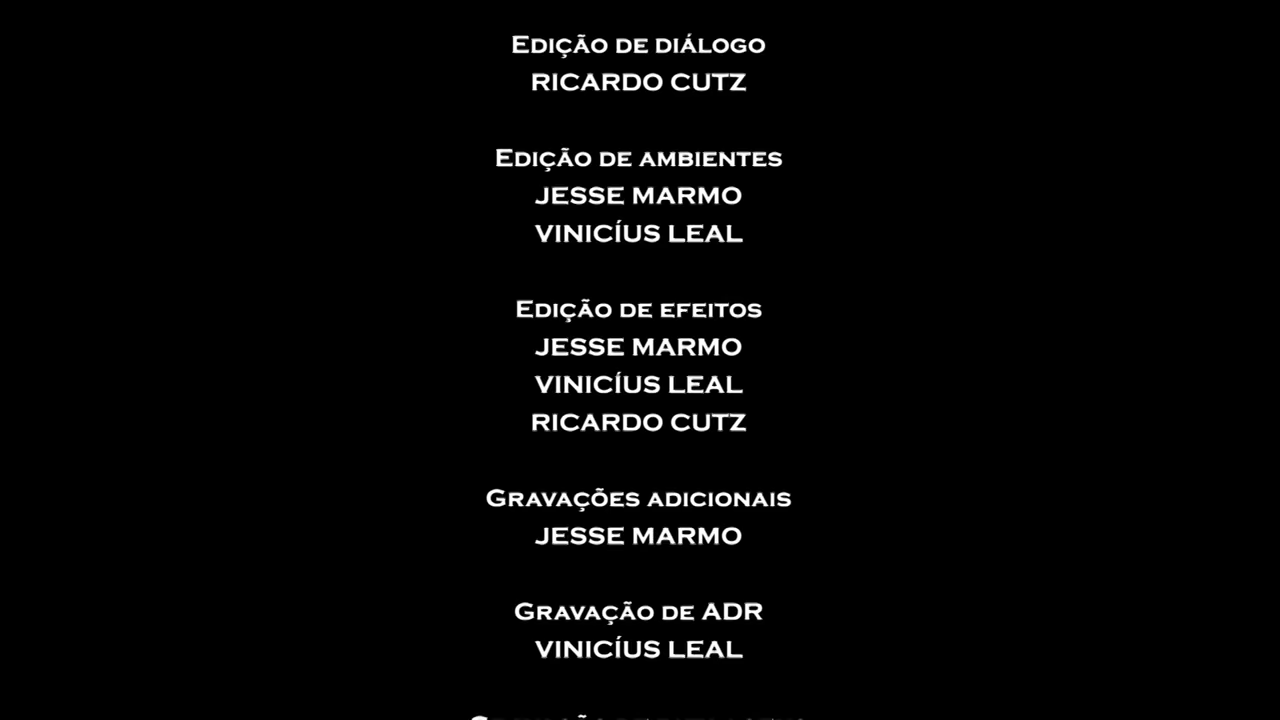 Edição de diálogo
RICARDO CUTZ
Edição de ambientes
JESSE MARMO
VINICÍUS LEAL
Edição de efeitos
JESSE MARMO
VINICÍUS LEAL
RICARDO CUTZ
Gravações adicionais
JESSE MARMO
Gravação de ADR
VINICÍUS LEAL